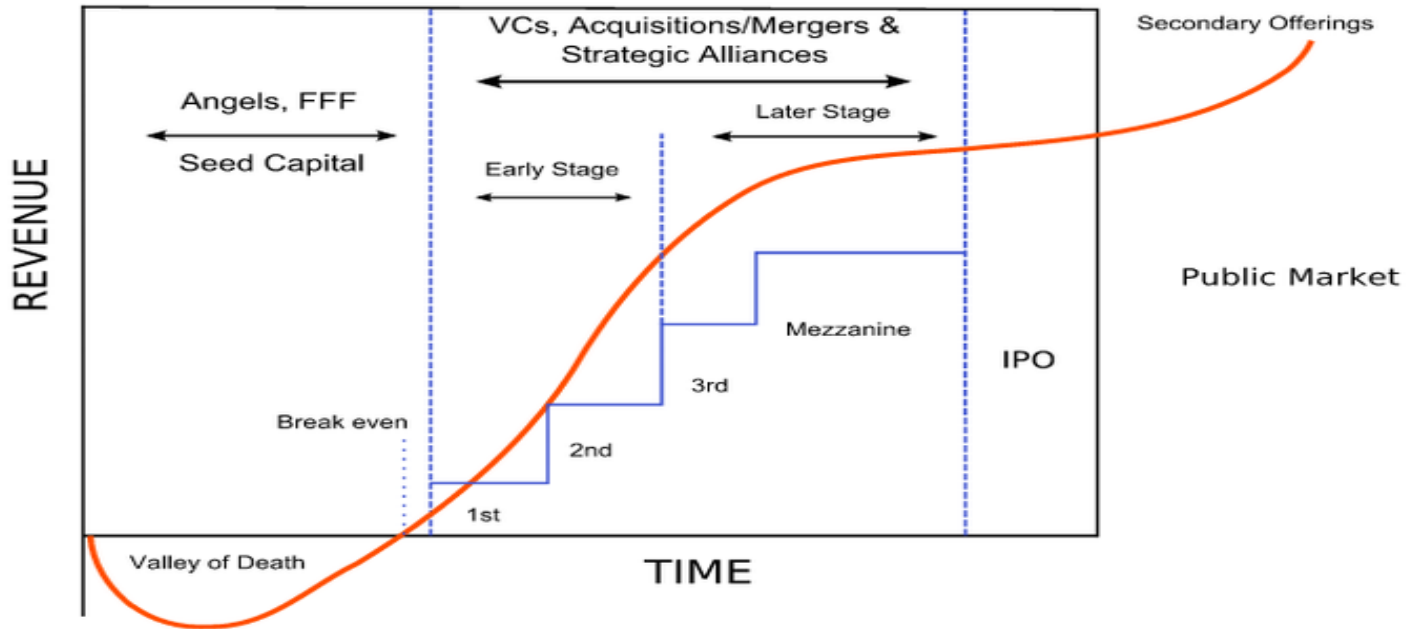 VCs, Acquisitions/Mergers &
Strategic Alliances
Secondary Offerings
Angels, FFF
Seed Capital
Later Stage
Early Stage
REVENUE
Public Market
Mezzanine
IPO
3rd
Break even
2nd
1st
Valley of Death
TIME